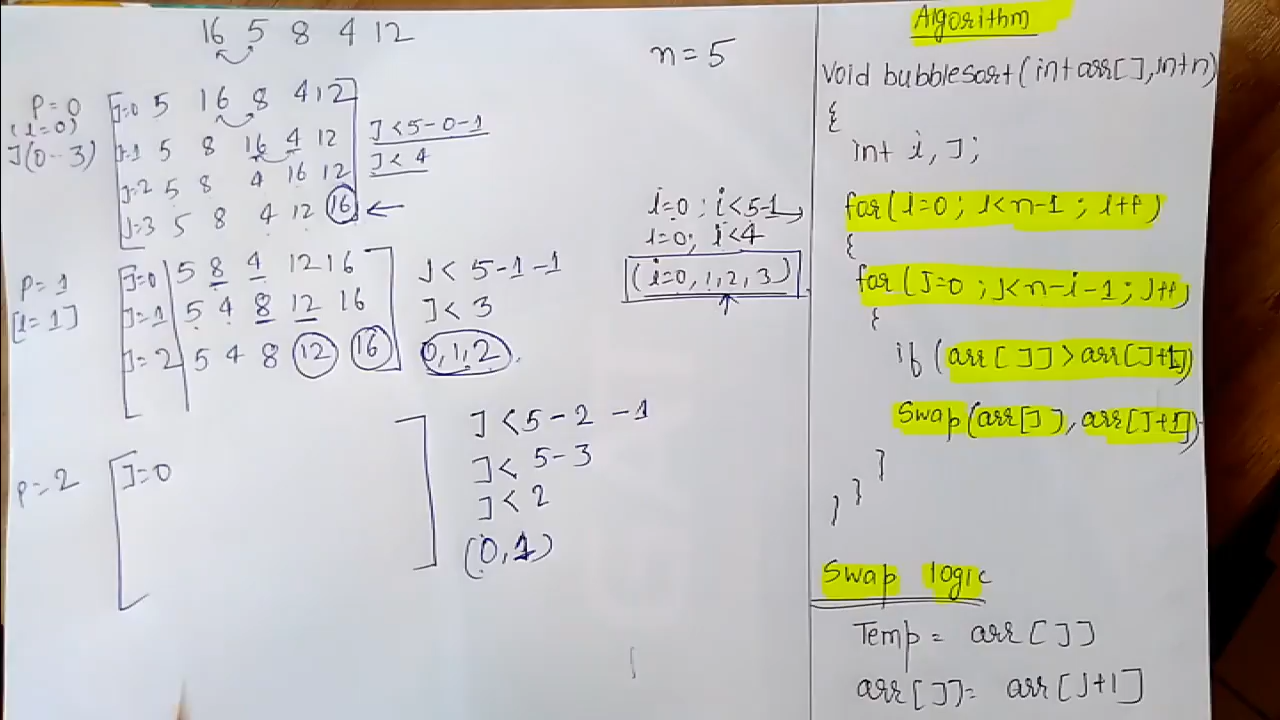 16 5 8 4 12
n = 5
P = 0
(i=0)
J(0--3)
J=0 5 16 8 4 12
J=1 5 8 16 4 12
J=2 5 8 4 16 12
J=3 5 8 4 12 16
J<5-0-1
J<4
P = 1
[i=1]
J=0 5 8 4 12 16
J=1 5 4 8 12 16
J=2 5 4 8 12 16
J < 5-1-1
J < 3
0,1,2
P=2
J=0
J < 5-2-1
J < 5-3
J < 2
(0,1)
i=0 ; i<5-1
i=0; i<4
(i=0,1,2,3)
Algorithm
Void bubbleSort(int arr[],int n)
{
int i, J;
for(i=0; i<n-1; i++)
{
for(J=0; J<n-i-1; J++)
{
if (arr[J]>arr[J+1])
Swap(arr[J],arr[J+1])
}
}
}
Swap logic
Temp = arr[J]
arr[J]= arr[J+1]